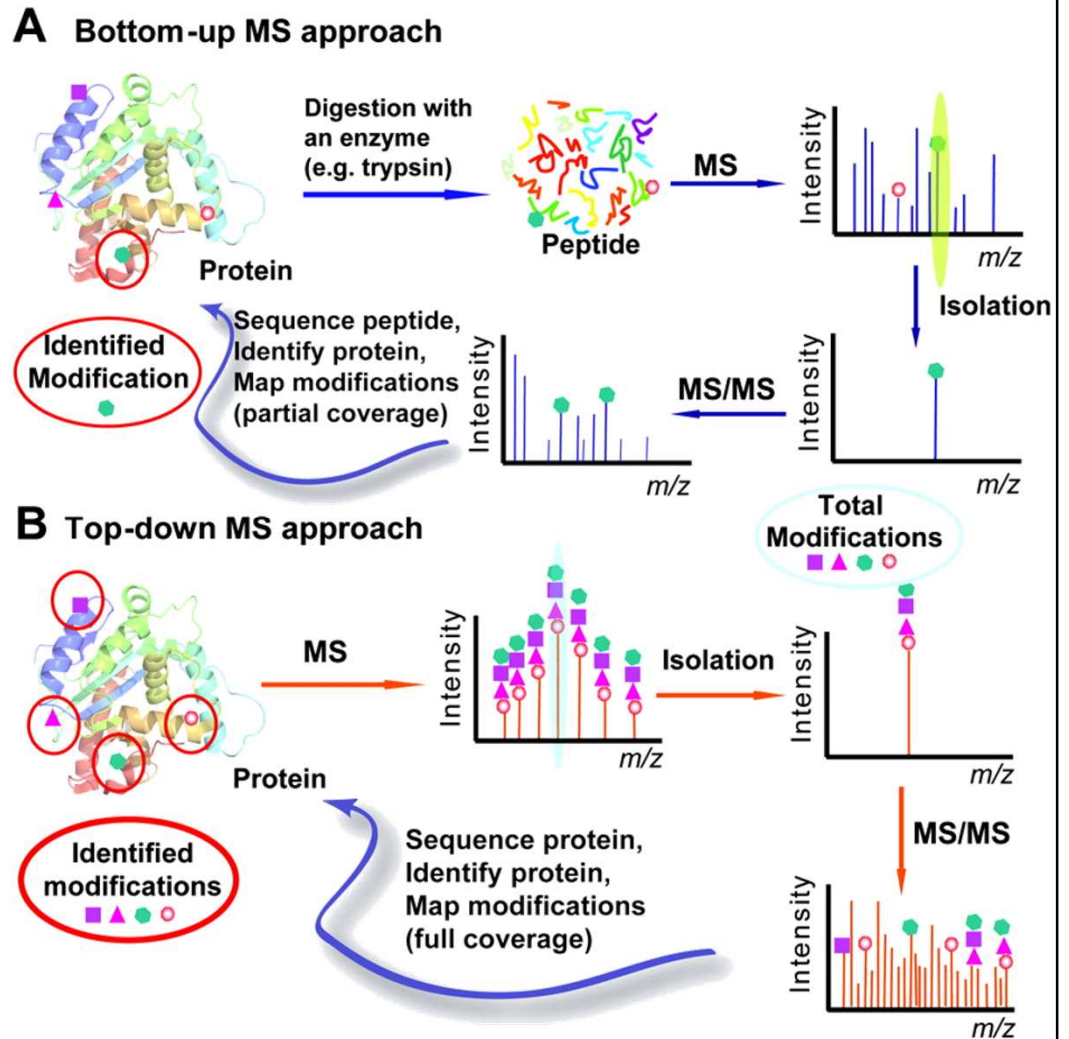 A Bottom-up MS approach
Digestion with
an enzyme
(e.g. trypsin)
Protein
Peptide
MS
Intensity
m/z
Isolation
Intensity
m/z
MS/MS
Intensity
m/z
Sequence peptide,
Identify protein,
Map modifications
(partial coverage)
Identified
Modification
B Top-down MS approach
Protein
MS
Intensity
m/z
Isolation
Total
Modifications
Intensity
m/z
MS/MS
Intensity
m/z
Sequence protein,
Identify protein,
Map modifications
(full coverage)
Identified
modifications